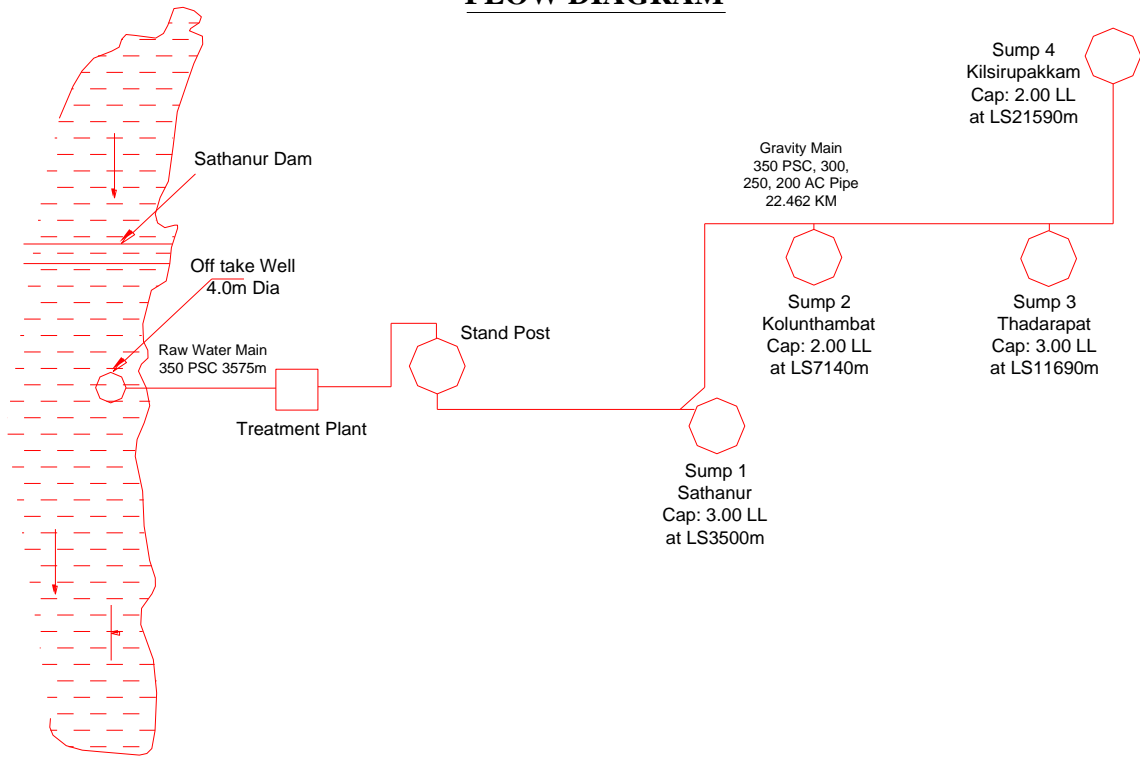 FLOW DIAGRAM
Sathanur Dam
Off take Well
4.0m Dia
Raw Water Main
350 PSC 3575m
Treatment Plant
Stand Post
Sump 1
Sathanur
Cap: 3.00 LL
at LS3500m
Gravity Main
350 PSC, 300,
250, 200 AC Pipe
22.462 KM
Sump 2
Kolunthambat
Cap: 2.00 LL
at LS7140m
Sump 3
Thadarapat
Cap: 3.00 LL
at LS11690m
Sump 4
Kilsirupakkam
Cap: 2.00 LL
at LS21590m